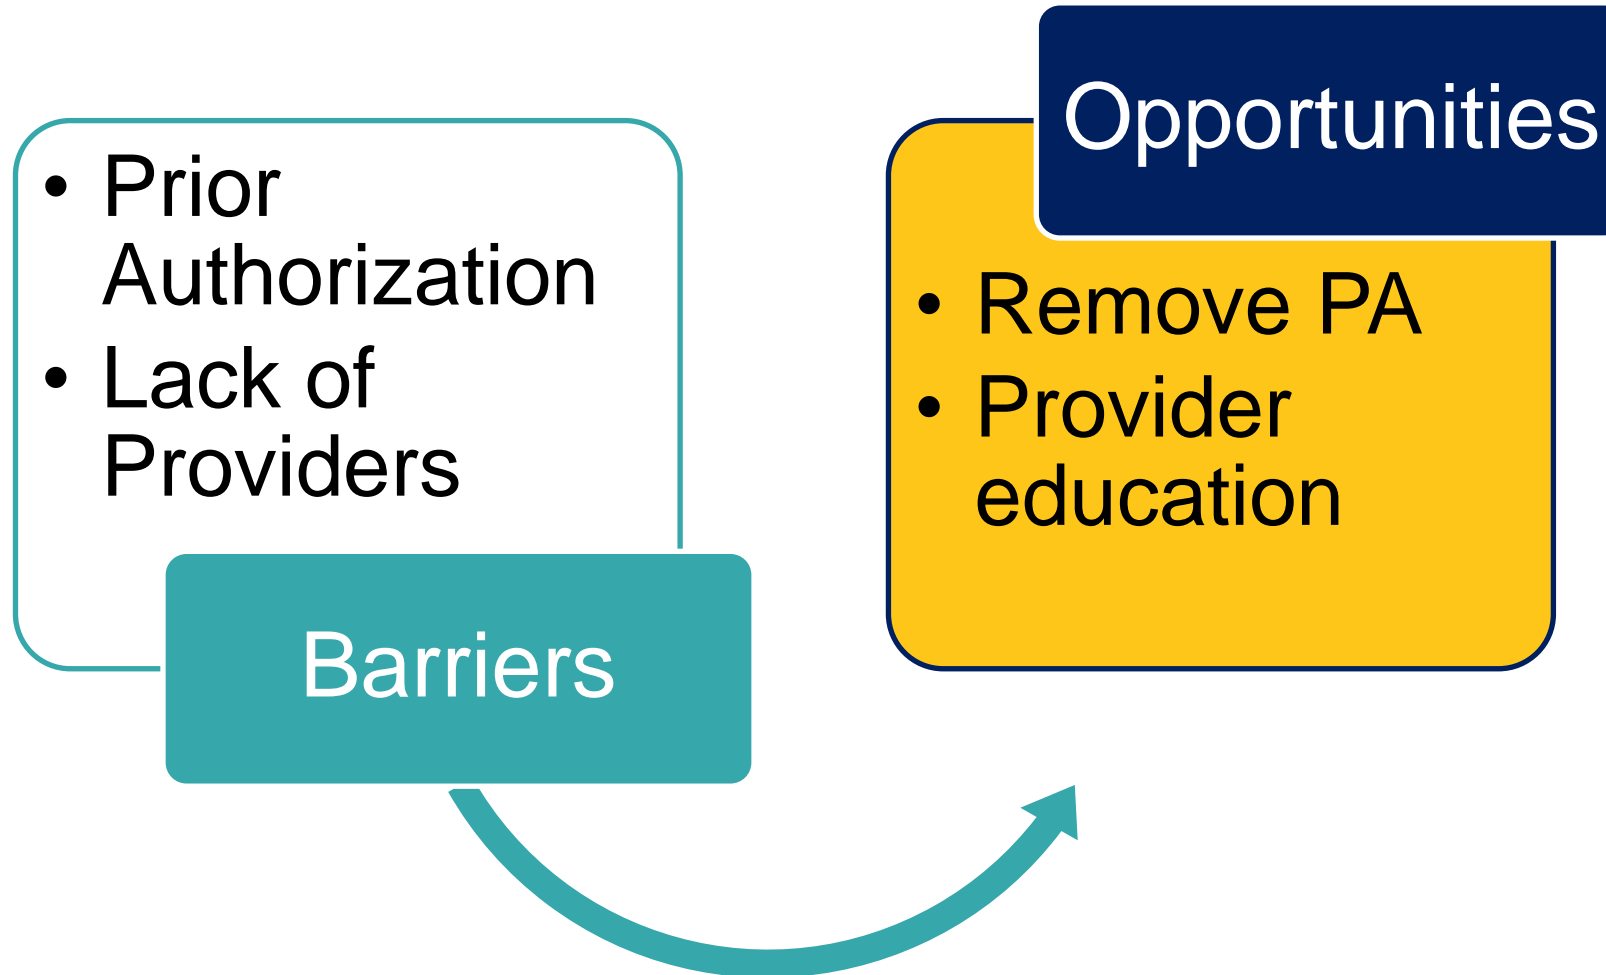 • Prior
Authorization
• Lack of
Providers
Barriers
Opportunities
• Remove PA
• Provider
education